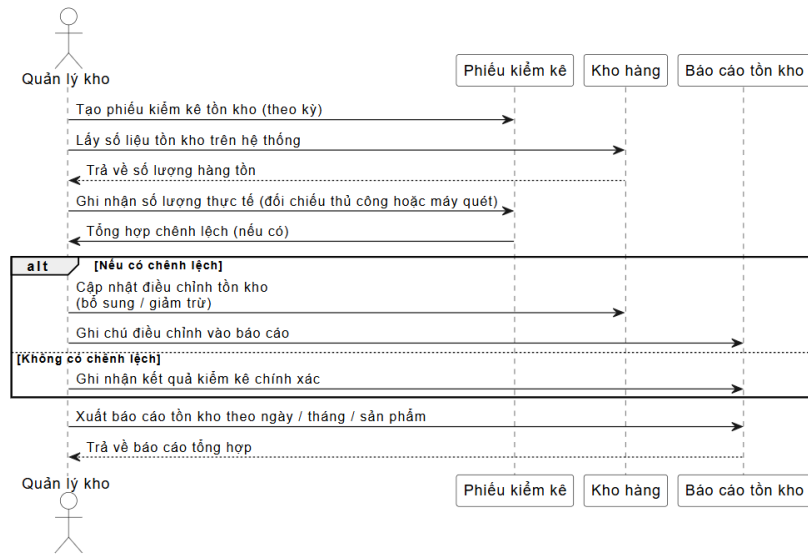 Quản lý kho
Phiếu kiểm kê
Kho hàng
Báo cáo tồn kho
Tạo phiếu kiểm kê tồn kho (theo kỳ)
Lấy số liệu tồn kho trên hệ thống
Trả về số lượng hàng tồn
Ghi nhận số lượng thực tế (đối chiếu thủ công hoặc máy quét)
Tổng hợp chênh lệch (nếu có)
alt
[Nếu có chênh lệch]
Cập nhật điều chỉnh tồn kho
(bổ sung / giảm trừ)
Ghi chú điều chỉnh vào báo cáo
[Không có chênh lệch]
Ghi nhận kết quả kiểm kê chính xác
Xuất báo cáo tồn kho theo ngày / tháng / sản phẩm
Trả về báo cáo tổng hợp
Quản lý kho
Phiếu kiểm kê
Kho hàng
Báo cáo tồn kho